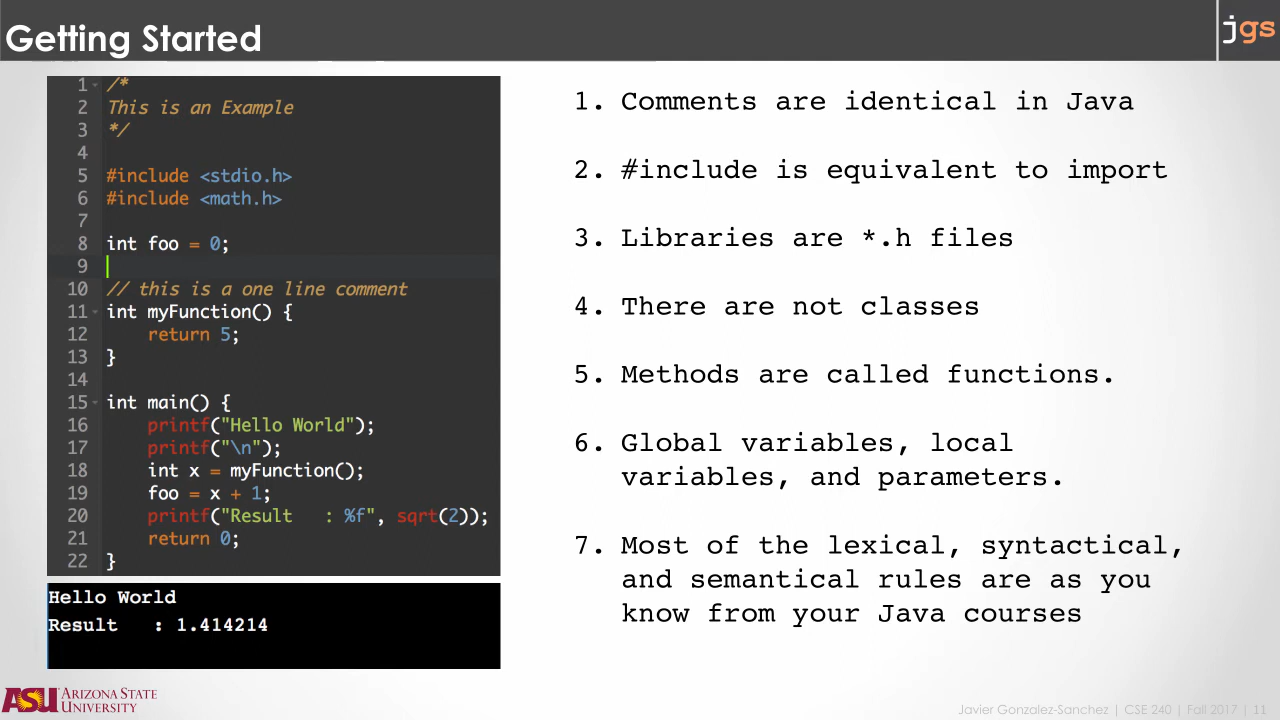 Getting Started
jgs
1 /*
2 This is an Example
3 */
4
5 #include <stdio.h>
6 #include <math.h>
7
8 int foo = 0;
9
10 // this is a one line comment
11 int myFunction() {
12     return 5;
13 }
14
15 int main() {
16     printf("Hello World");
17     printf("\n");
18     int x = myFunction();
19     foo = x + 1;
20     printf("Result   : %f", sqrt(2));
21     return 0;
22 }
Hello World
Result   : 1.414214
1. Comments are identical in Java
2. #include is equivalent to import
3. Libraries are *.h files
4. There are not classes
5. Methods are called functions.
6. Global variables, local
variables, and parameters.
7. Most of the lexical, syntactical,
and semantical rules are as you
know from your Java courses
ASU ARIZONA STATE
UNIVERSITY
Javier Gonzalez-Sanchez | CSE 240 | Fall 2017 | 11